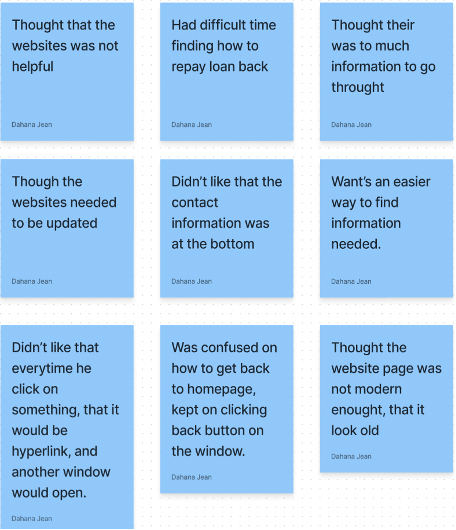 Thought that the
websites was not
helpful
Dahana Jean
Had difficult time
finding how to
repay loan back
Dahana Jean
Thought their
was to much
information to go
throught
Dahana Jean
Though the
websites needed
to be updated
Dahana Jean
Didn't like that the
contact
information was
at the bottom
Dahana Jean
Want's an easier
way to find
information
needed.
Dahana Jean
Didn't like that
everytime he
click on
something, that it
would be
hyperlink, and
another window
would open.
Dahana Jean
Was confused on
how to get back
to homepage,
kept on clicking
back button on
the window.
Dahana Jean
Thought the
website page was
not modern
enought, that it
look old
Dahana Jean